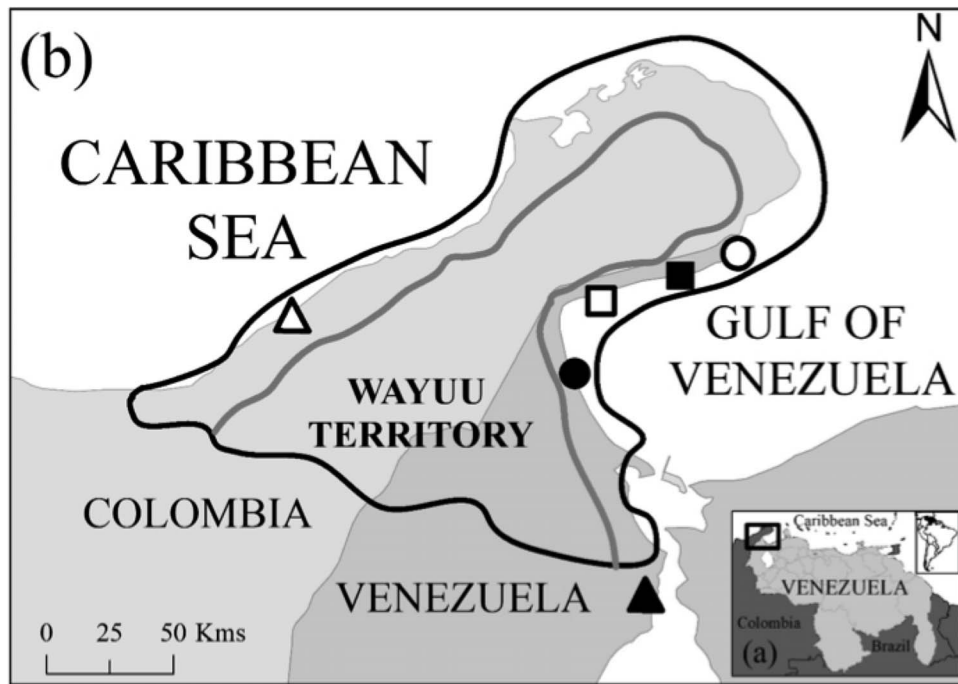 (b)
N
CARIBBEAN
SEA
GULF OF
VENEZUELA
WAYUU
TERRITORY
COLOMBIA
VENEZUELA
0 25 50 Kms
Caribbean Sea
VENEZUELA
Colombia
Brazil
(a)